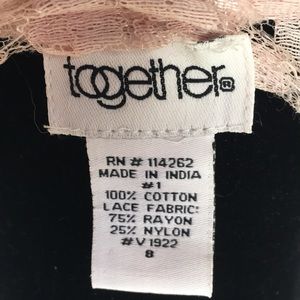 together®
RN # 114262
MADE IN INDIA
#1
100% COTTON
LACE FABRIC:
75% RAYON
25% NYLON
#V1922
8